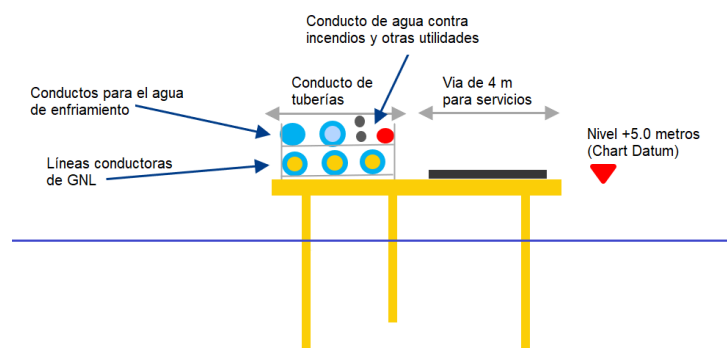 Conducto de agua contra
incendios y otras utilidades
Conductos para el agua
de enfriamiento
Conducto de
tuberías
Via de 4 m
para servicios
Nivel +5.0 metros
(Chart Datum)
Líneas conductoras
de GNL